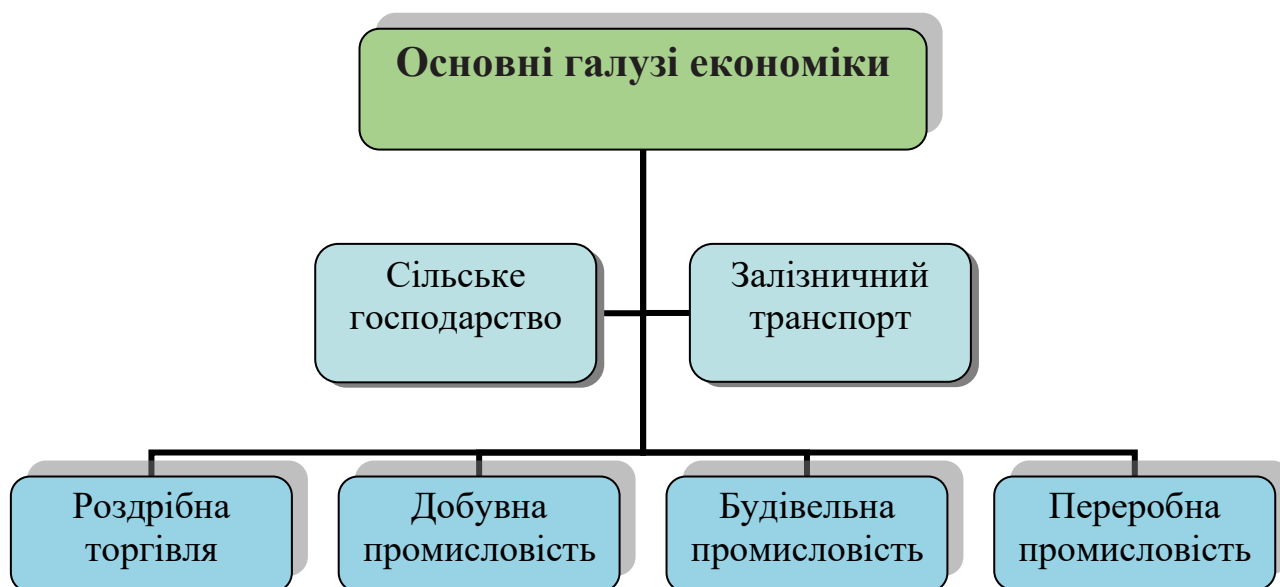 Основні галузі економіки
Сільське
господарство
Залізничний
транспорт
Роздрібна
торгівля
Добувна
промисловість
Будівельна
промисловість
Переробна
промисловість